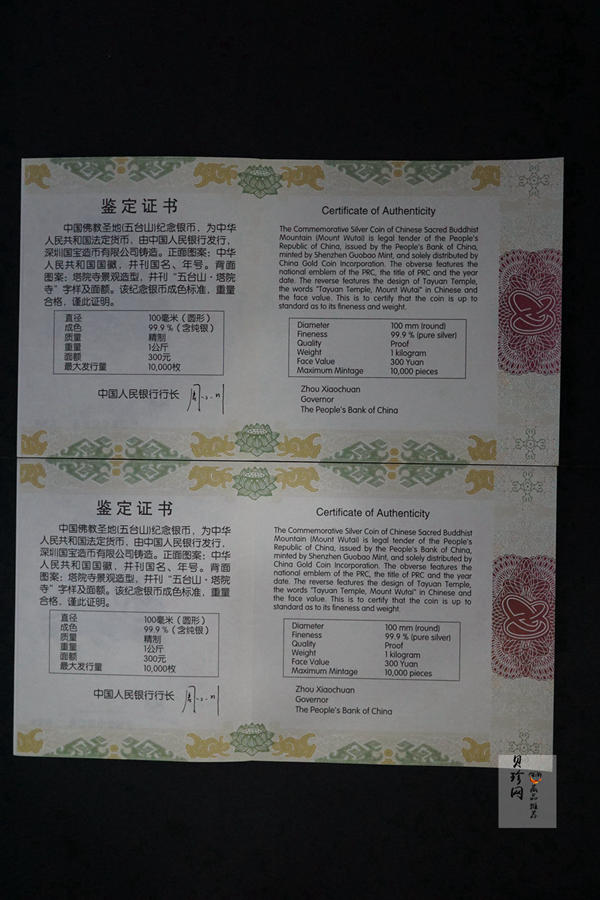 鉴定证书
中国佛教圣地(五台山)纪念银币，为中华
人民共和国法定货币，由中国人民银行发行，
深圳国宝造币有限公司铸造。正面图案：中华
人民共和国国徽，并刊国名、年号。背面
图案：塔院寺景观造型，并刊“五台山·塔院
寺”字样及面额。该纪念银币成色标准，重量
合格，谨此证明。
直径 100毫米（圆形）
成色 99.9％（含纯银）
质量 精制
重量 1公斤
面额 300元
最大发行量 10,000枚
中国人民银行行长
Certificate of Authenticity
The Commemorative Silver Coin of Chinese Sacred Buddhist
Mountain (Mount Wutai) is legal tender of the People's
Republic of China, issued by the People's Bank of China,
minted by Shenzhen Guobao Mint, and solely distributed by
China Gold Coin Incorporation. The obverse features the
national emblem of the PRC, the title of PRC and the year
date. The reverse features the design of Tayuan Temple,
the words "Tayuan Temple, Mount Wutai" in Chinese and
the face value. This is to certify that the coin is up to
standard as to its fineness and weight.
Diameter 100 mm (round)
Fineness 99.9 % (pure silver)
Quality Proof
Weight 1 kilogram
Face Value 300 Yuan
Maximum Mintage 10,000 pieces
Zhou Xiaochuan
Governor
The People's Bank of China
鉴定证书
中国佛教圣地(五台山)纪念银币，为中华
人民共和国法定货币，由中国人民银行发行，
深圳国宝造币有限公司铸造。正面图案：中华
人民共和国国徽，并刊国名、年号。背面
图案：塔院寺景观造型，并刊“五台山·塔院
寺”字样及面额。该纪念银币成色标准，重量
合格，谨此证明。
直径 100毫米（圆形）
成色 99.9％（含纯银）
质量 精制
重量 1公斤
面额 300元
最大发行量 10,000枚
中国人民银行行长
Certificate of Authenticity
The Commemorative Silver Coin of Chinese Sacred Buddhist
Mountain (Mount Wutai) is legal tender of the People's
Republic of China, issued by the People's Bank of China,
minted by Shenzhen Guobao Mint, and solely distributed by
China Gold Coin Incorporation. The obverse features the
national emblem of the PRC, the title of PRC and the year
date. The reverse features the design of Tayuan Temple,
the words "Tayuan Temple, Mount Wutai" in Chinese and
the face value. This is to certify that the coin is up to
standard as to its fineness and weight.
Diameter 100 mm (round)
Fineness 99.9 % (pure silver)
Quality Proof
Weight 1 kilogram
Face Value 300 Yuan
Maximum Mintage 10,000 pieces
Zhou Xiaochuan
Governor
The People's Bank of China
贝珍网
藏品推荐